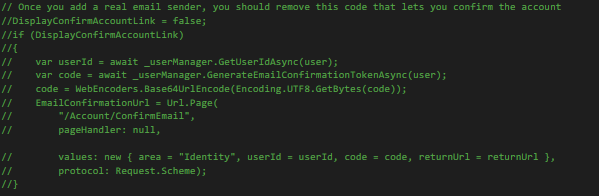 // Once you add a real email sender, you should remove this code that lets you confirm the account
//DisplayConfirmAccountLink = false;
//if (DisplayConfirmAccountLink)
//{
//    var userId = await _userManager.GetUserIdAsync(user);
//    var code = await _userManager.GenerateEmailConfirmationTokenAsync(user);
//    code = WebEncoders.Base64UrlEncode(Encoding.UTF8.GetBytes(code));
//    EmailConfirmationUrl = Url.Page(
//        "/Account/ConfirmEmail",
//        pageHandler: null,
//        values: new { area = "Identity", userId = userId, code = code, returnUrl = returnUrl },
//        protocol: Request.Scheme);
//}